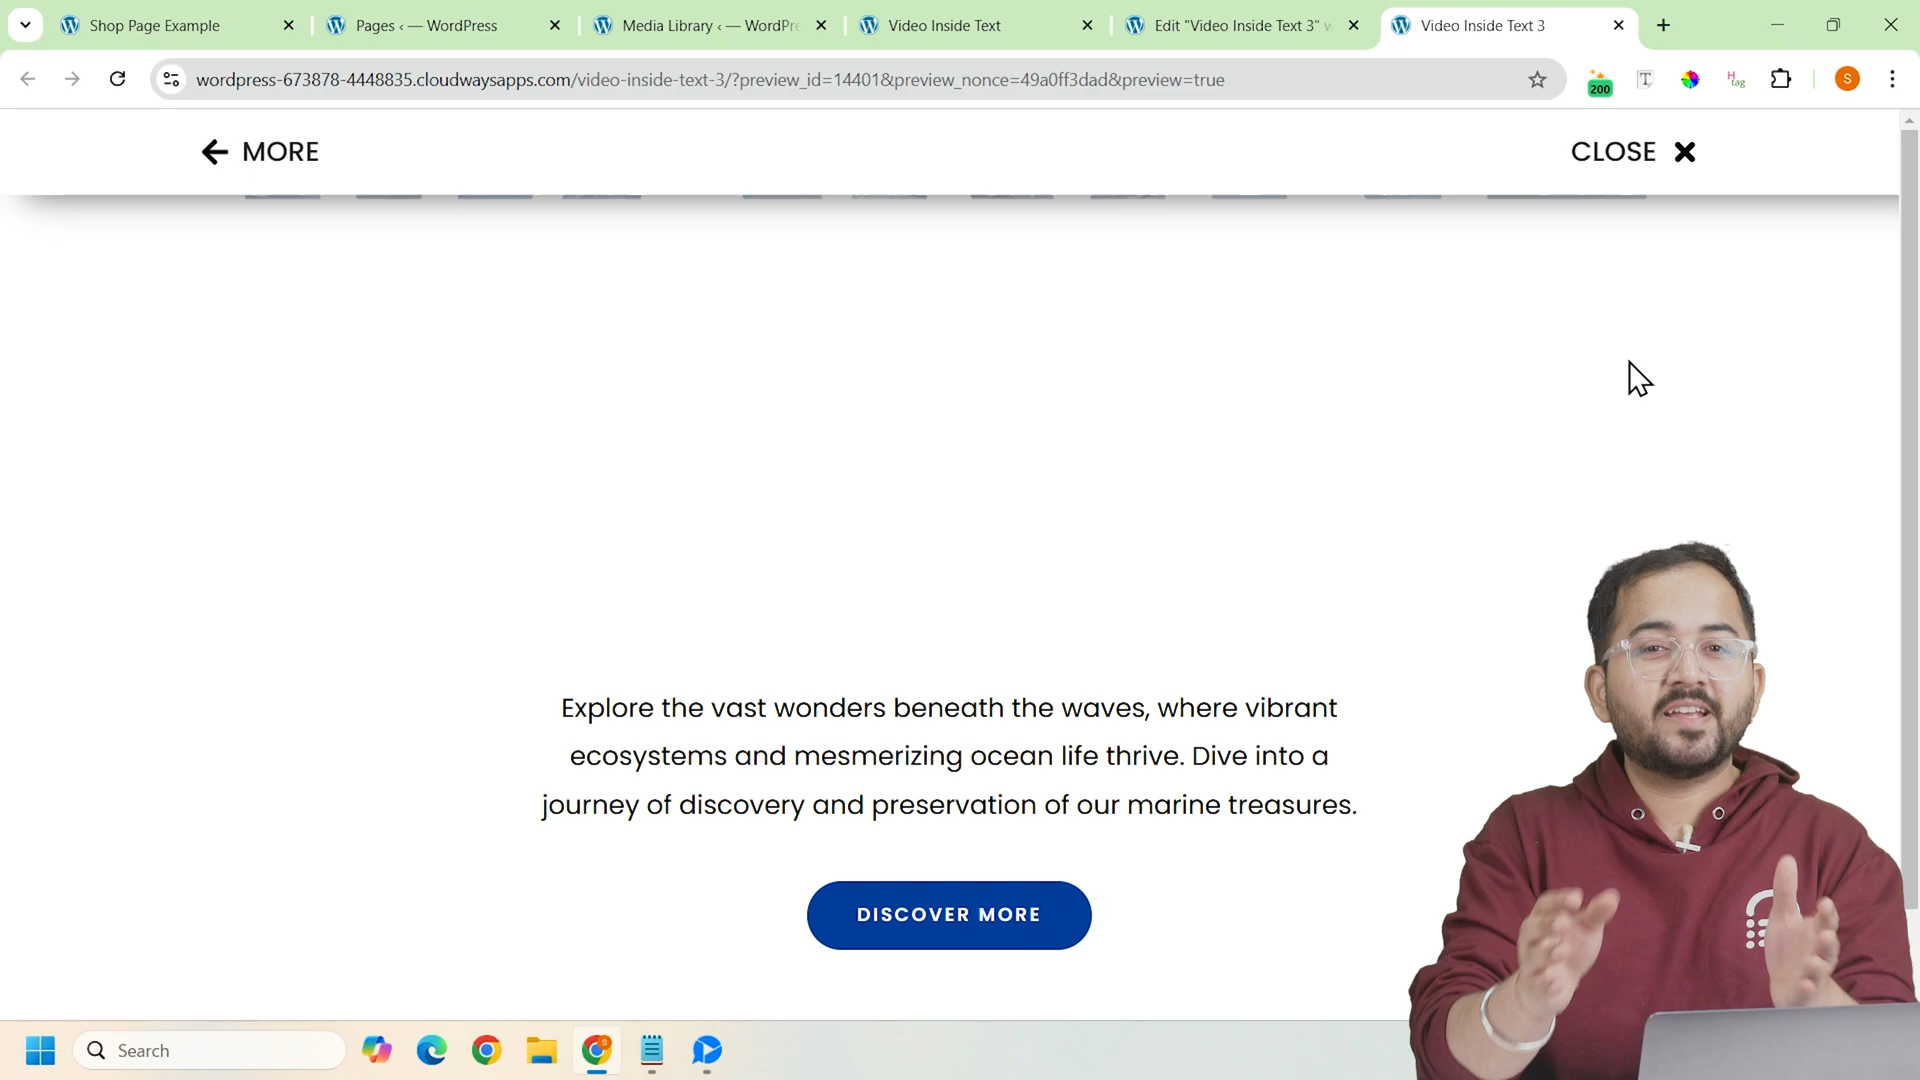 Shop Page Example
Pages ‹ — WordPress
Media Library ‹ — WordPre
Video Inside Text
Edit "Video Inside Text 3" w
Video Inside Text 3
wordpress-673878-4448835.cloudwaysapps.com/video-inside-text-3/?preview_id=14401&preview_nonce=49a0ff3dad&preview=true
200
T
H tag
S
MORE
CLOSE
Explore the vast wonders beneath the waves, where vibrant
ecosystems and mesmerizing ocean life thrive. Dive into a
journey of discovery and preservation of our marine treasures.
DISCOVER MORE
Search
S